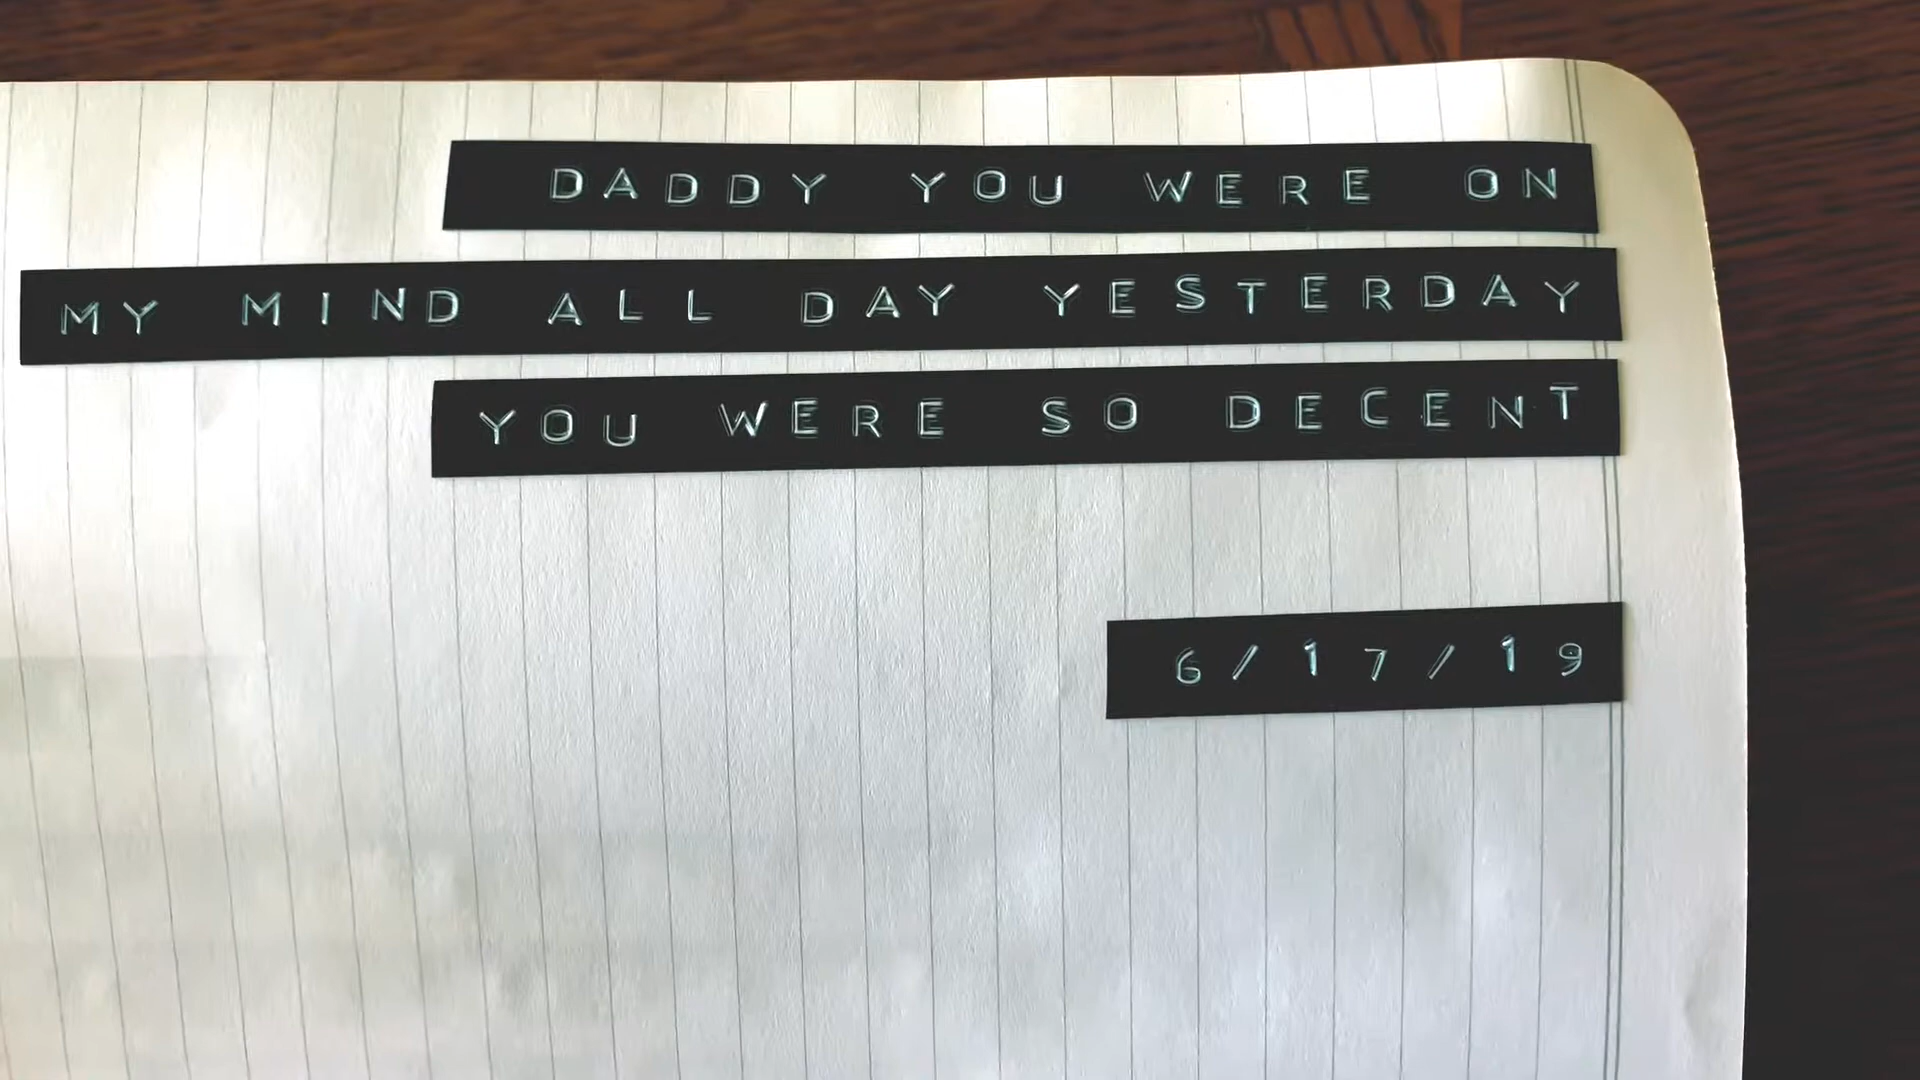 DADDY YOU WERE ON
MY MIND ALL DAY YESTERDAY
YOU WERE SO DECENT
6/17/19